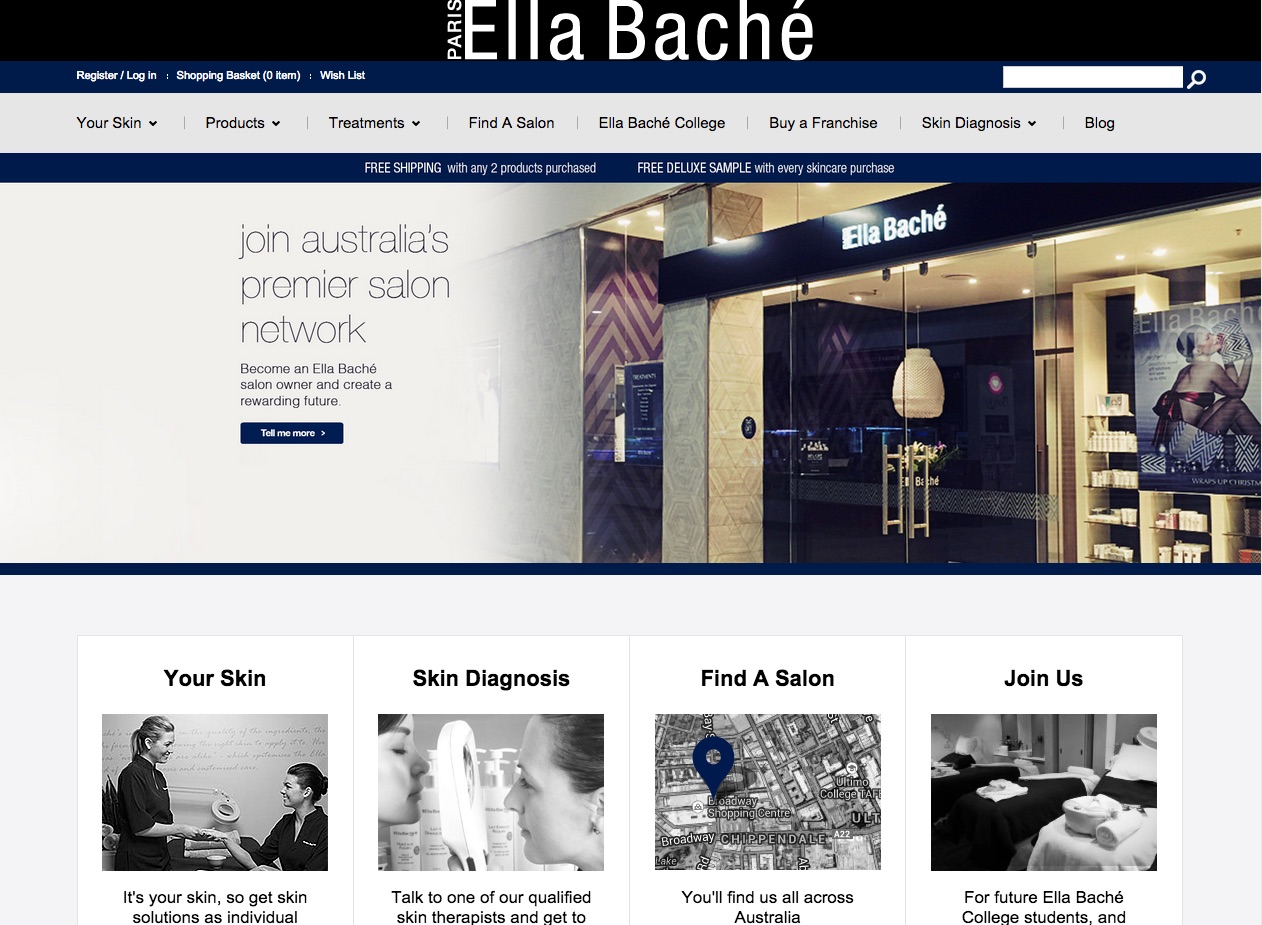 PARIS Ella Baché
Register / Log in : Shopping Basket (0 item) : Wish List
Your Skin | Products | Treatments | Find A Salon | Ella Baché College | Buy a Franchise | Skin Diagnosis | Blog
FREE SHIPPING with any 2 products purchased FREE DELUXE SAMPLE with every skincare purchase
join australia's
premier salon
network
Become an Ella Baché
salon owner and create a
rewarding future.
Tell me more >
Ella Baché
Ella Baché
TREATMENTS
Ella Baché
WRAPS UP CHRISTM
Your Skin
Skin Diagnosis
Find A Salon
Join Us
Broadway
Shopping Centre
Ultimo
College TAFE
ULT
Broadway
CHIPPENDALE
A22
Lake
It's your skin, so get skin
solutions as individual
Talk to one of our qualified
skin therapists and get to
You'll find us all across
Australia
For future Ella Baché
College students, and